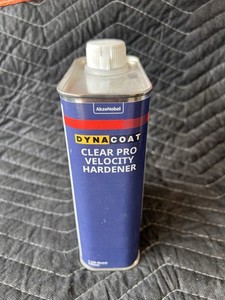 AkzoNobel
DYNACOAT
CLEAR PRO
VELOCITY
HARDENER